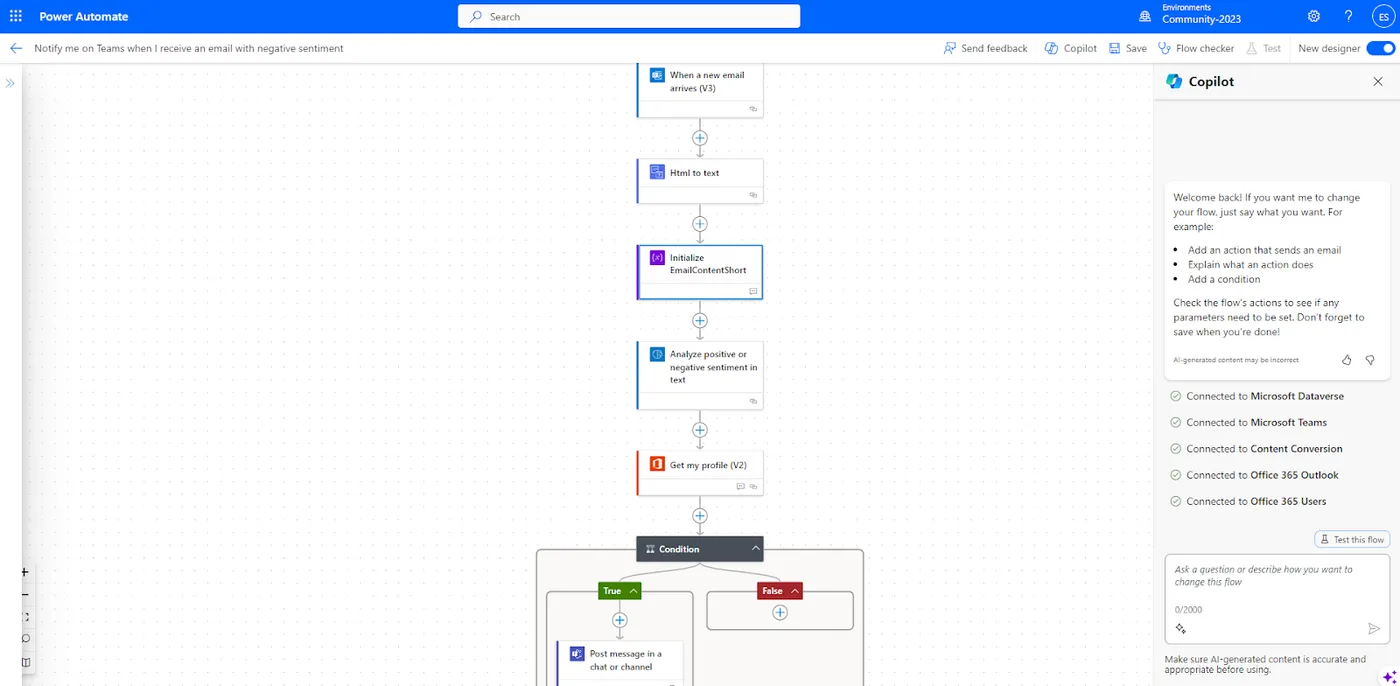 Power Automate
Search
Environments
Community-2023
ES
Notify me on Teams when I receive an email with negative sentiment
Send feedback
Copilot
Save
Flow checker
Test
New designer
When a new email
arrives (V3)
Html to text
Initialize
EmailContentShort
Analyze positive or
negative sentiment in
text
Get my profile (V2)
Condition
True
False
Post message in a
chat or channel
Copilot
Welcome back! If you want me to change
your flow, just say what you want. For
example:
• Add an action that sends an email
• Explain what an action does
• Add a condition
Check the flow's actions to see if any
parameters need to be set. Don't forget to
save when you're done!
AI-generated content may be incorrect
Connected to Microsoft Dataverse
Connected to Microsoft Teams
Connected to Content Conversion
Connected to Office 365 Outlook
Connected to Office 365 Users
Test this flow
Ask a question or describe how you want to
change this flow
0/2000
Make sure AI-generated content is accurate and
appropriate before using.